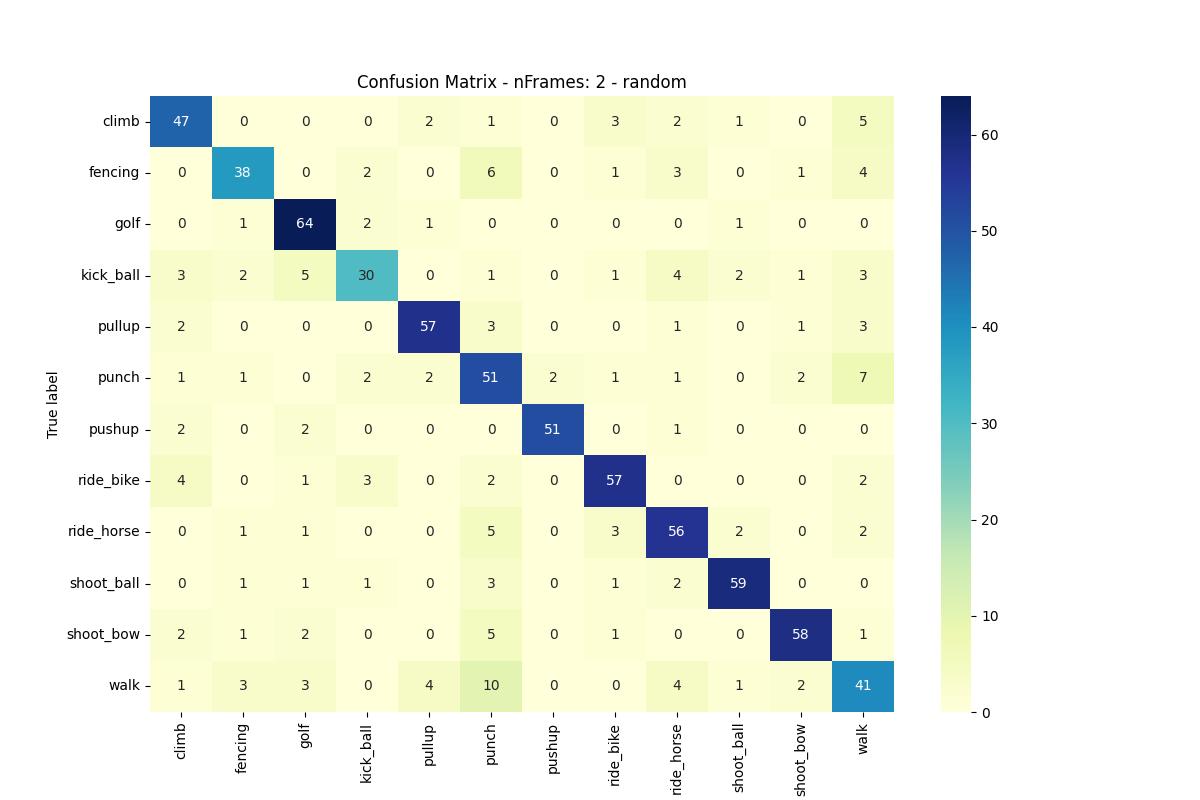 Confusion Matrix - nFrames: 2 - random
True label
climb 47 0 0 0 2 1 0 3 2 1 0 5
fencing 0 38 0 2 0 6 0 1 3 0 1 4
golf 0 1 64 2 1 0 0 0 0 1 0 0
kick_ball 3 2 5 30 0 1 0 1 4 2 1 3
pullup 2 0 0 0 57 3 0 0 1 0 1 3
punch 1 1 0 2 2 51 2 1 1 0 2 7
pushup 2 0 2 0 0 0 51 0 1 0 0 0
ride_bike 4 0 1 3 0 2 0 57 0 0 0 2
ride_horse 0 1 1 0 0 5 0 3 56 2 0 2
shoot_ball 0 1 1 1 0 3 0 1 2 59 0 0
shoot_bow 2 1 2 0 0 5 0 1 0 0 58 1
walk 1 3 3 0 4 10 0 0 4 1 2 41
climb fencing golf kick_ball pullup punch pushup ride_bike ride_horse shoot_ball shoot_bow walk
60
50
40
30
20
10
0